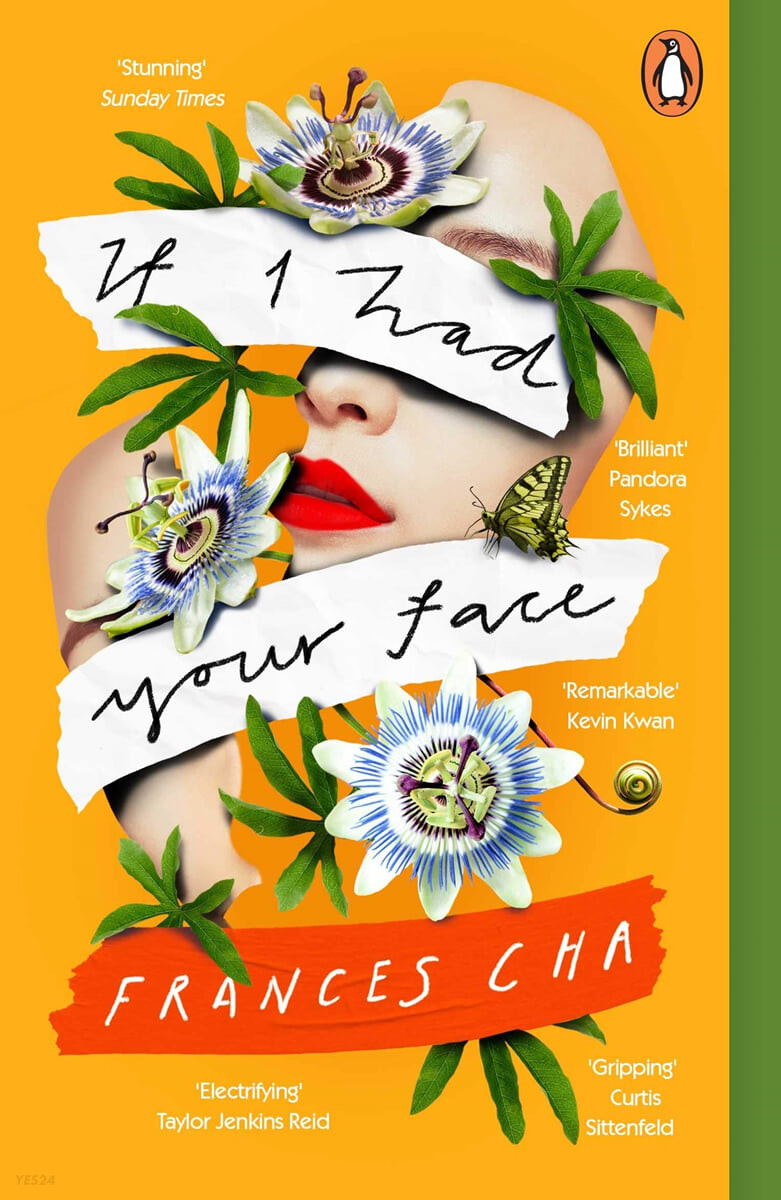 'Stunning'
Sunday Times
If I had
'Brilliant'
Pandora
Sykes
your face
'Remarkable'
Kevin Kwan
FRANCES CHA
'Electrifying'
Taylor Jenkins Reid
'Gripping'
Curtis
Sittenfeld
YES24